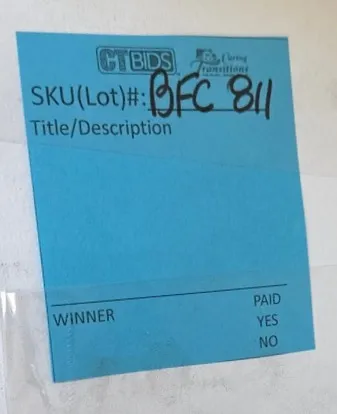 CTBIDS Caring Transitions
SKU(Lot)#: BFC 811
Title/Description
PAID
WINNER YES
NO